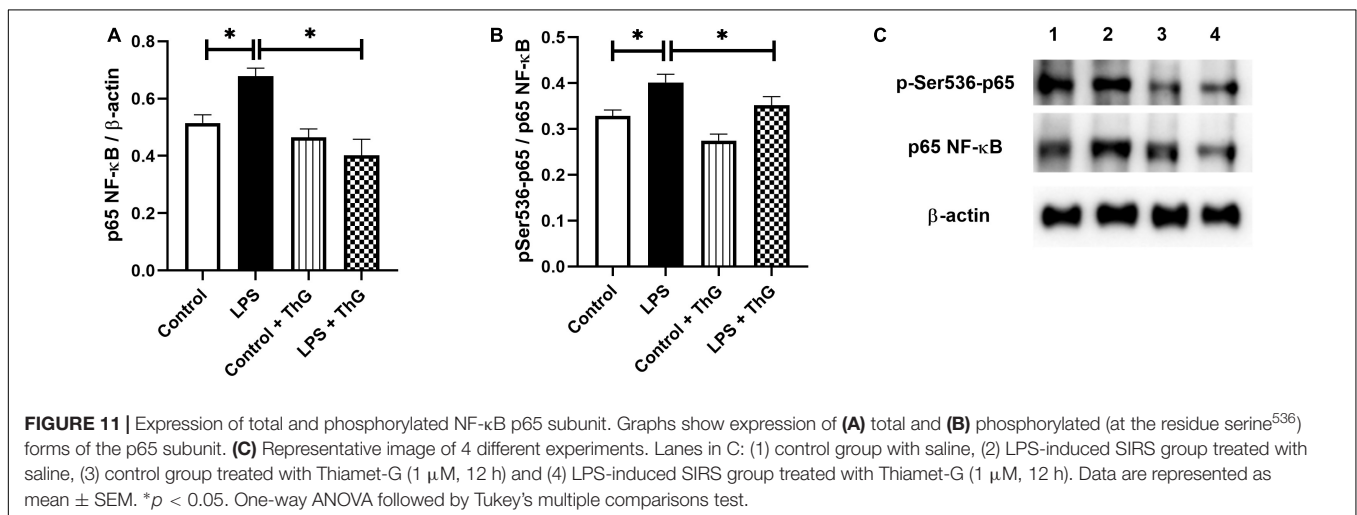 A
p65 NF-κB / β-actin
0.8
0.6
0.4
0.2
0.0
*
*
Control
LPS
Control + ThG
LPS + ThG
B
pSer536-p65 / p65 NF-κB
0.5
0.4
0.3
0.2
0.1
0.0
*
*
Control
LPS
Control + ThG
LPS + ThG
C
1 2 3 4
p-Ser536-p65
p65 NF-κB
β-actin
FIGURE 11 | Expression of total and phosphorylated NF-κB p65 subunit. Graphs show expression of (A) total and (B) phosphorylated (at the residue serine⁵³⁶)
forms of the p65 subunit. (C) Representative image of 4 different experiments. Lanes in C: (1) control group with saline, (2) LPS-induced SIRS group treated with
saline, (3) control group treated with Thiamet-G (1 μM, 12 h) and (4) LPS-induced SIRS group treated with Thiamet-G (1 μM, 12 h). Data are represented as
mean ± SEM. *p < 0.05. One-way ANOVA followed by Tukey's multiple comparisons test.